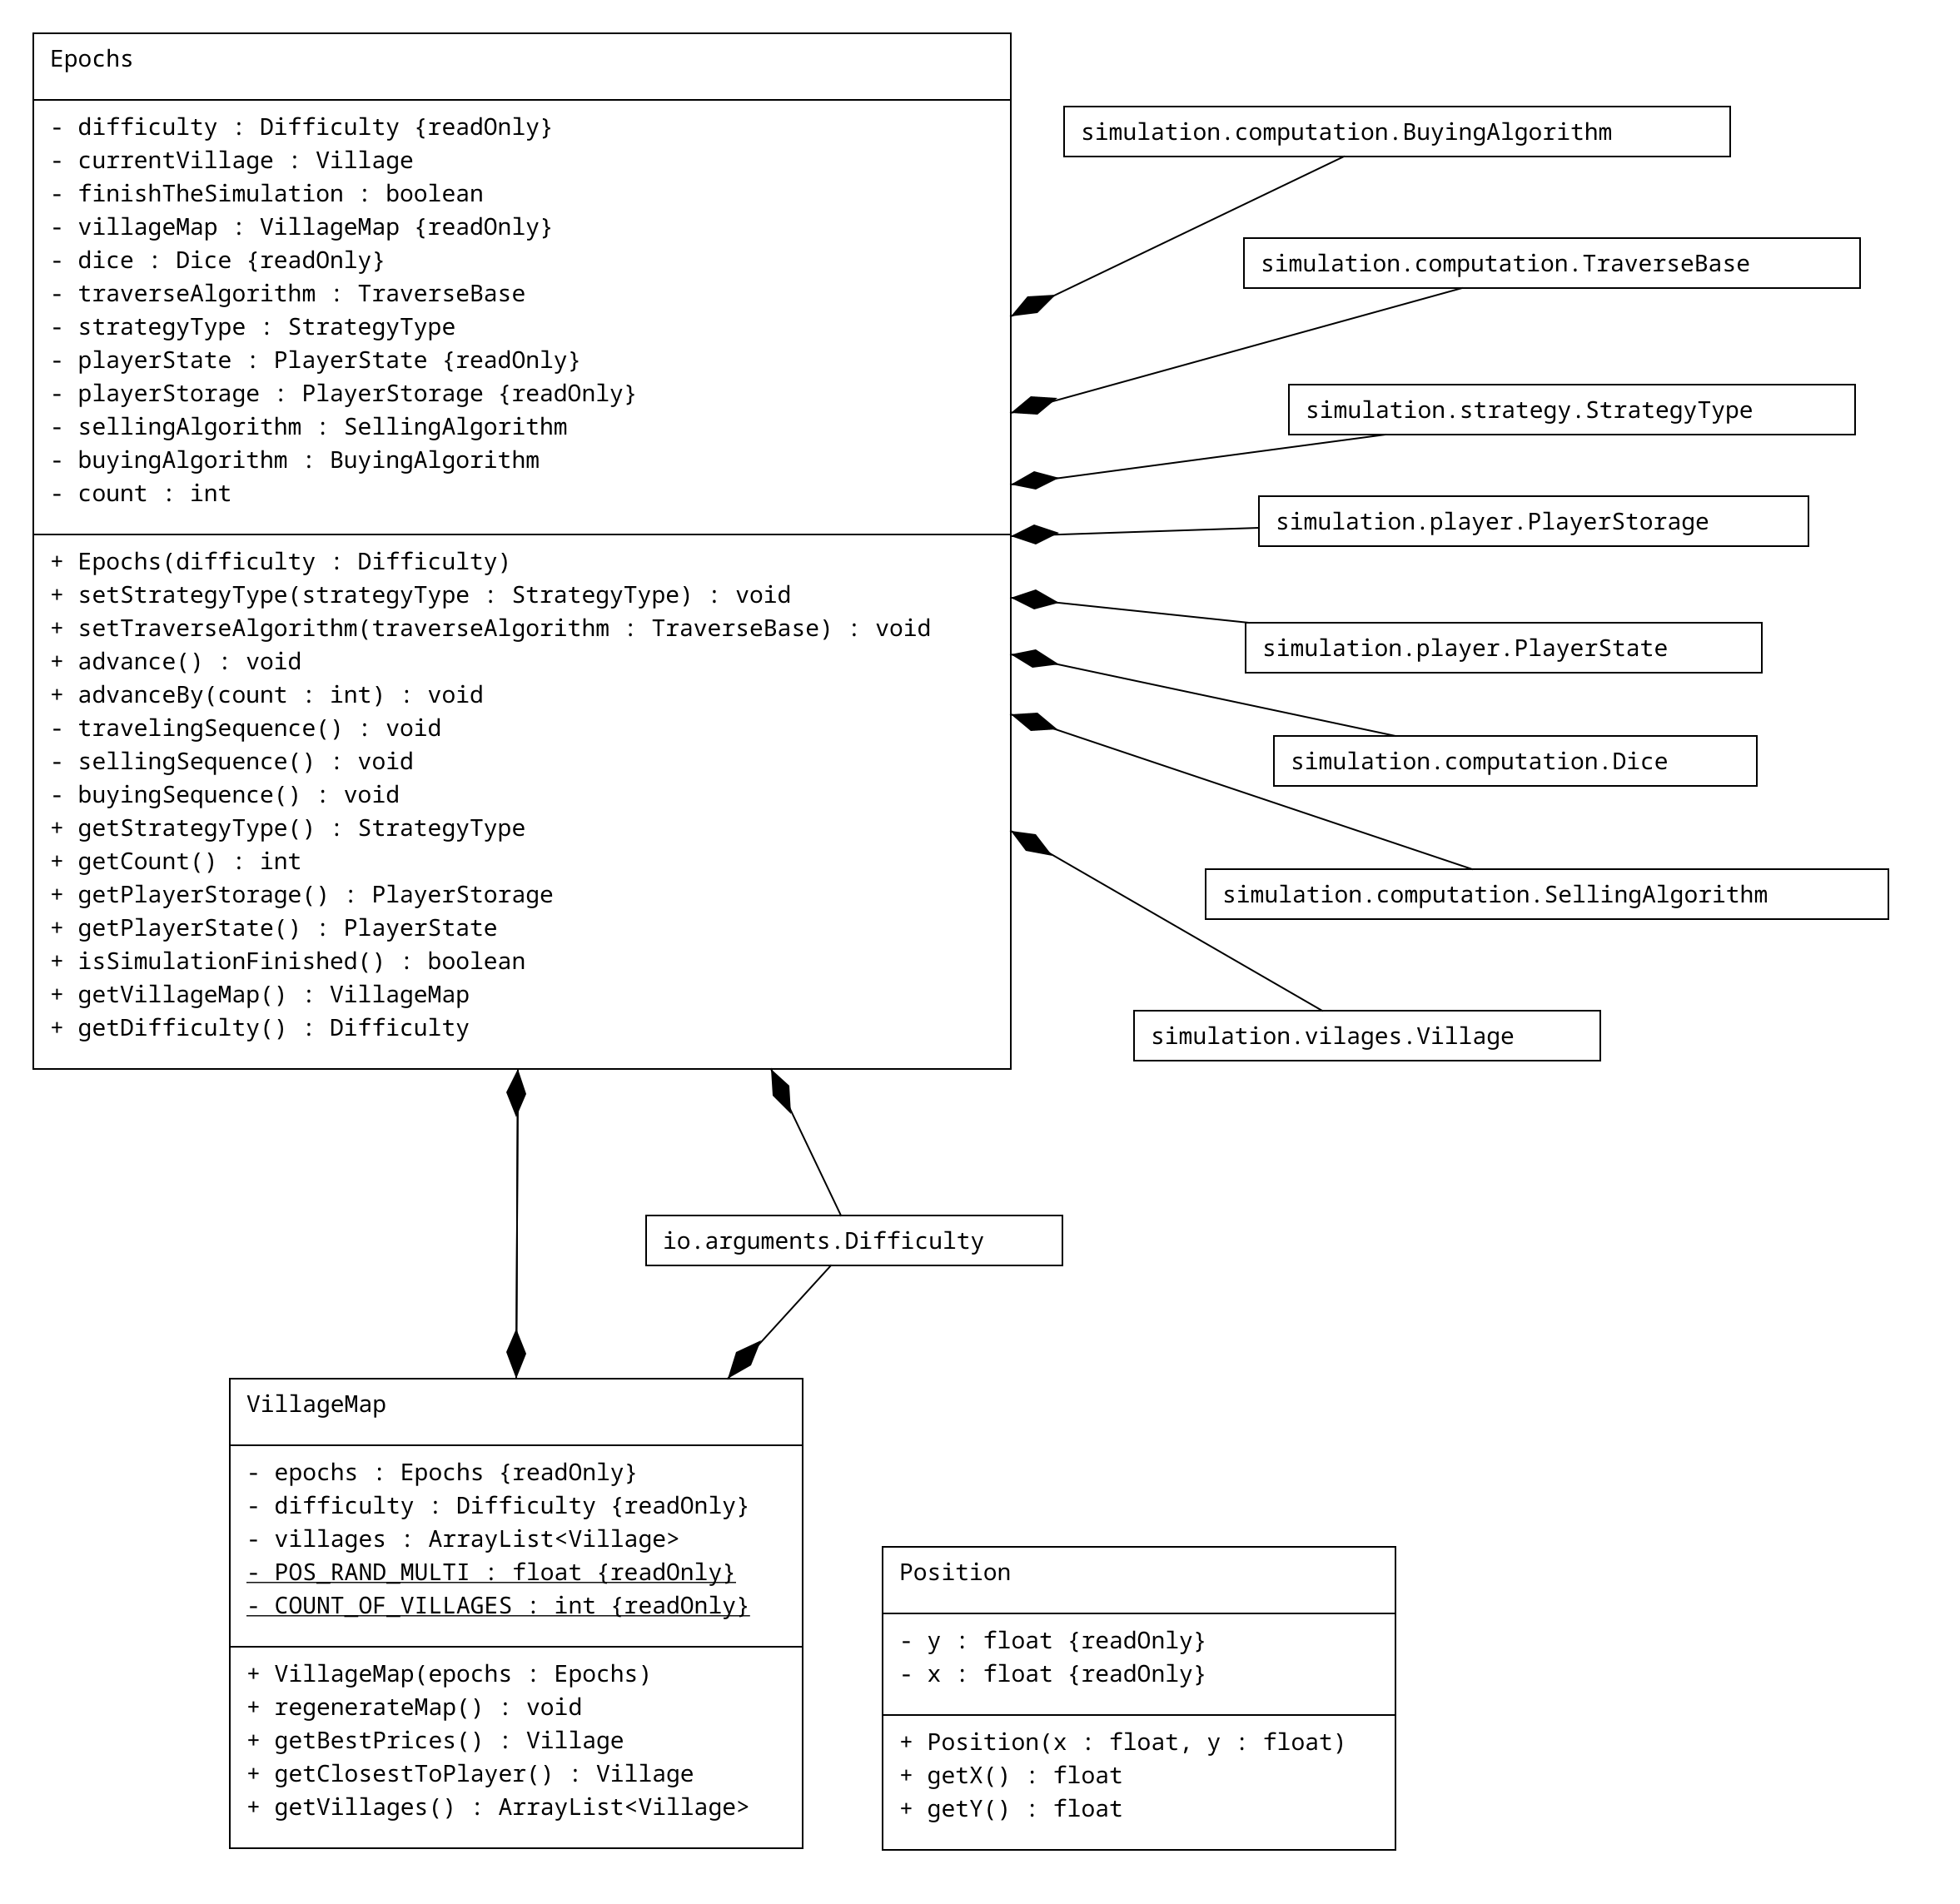 Epochs
- difficulty : Difficulty {readOnly}
- currentVillage : Village
- finishTheSimulation : boolean
- villageMap : VillageMap {readOnly}
- dice : Dice {readOnly}
- traverseAlgorithm : TraverseBase
- strategyType : StrategyType
- playerState : PlayerState {readOnly}
- playerStorage : PlayerStorage {readOnly}
- sellingAlgorithm : SellingAlgorithm
- buyingAlgorithm : BuyingAlgorithm
- count : int
+ Epochs(difficulty : Difficulty)
+ setStrategyType(strategyType : StrategyType) : void
+ setTraverseAlgorithm(traverseAlgorithm : TraverseBase) : void
+ advance() : void
+ advanceBy(count : int) : void
- travelingSequence() : void
- sellingSequence() : void
- buyingSequence() : void
+ getStrategyType() : StrategyType
+ getCount() : int
+ getPlayerStorage() : PlayerStorage
+ getPlayerState() : PlayerState
+ isSimulationFinished() : boolean
+ getVillageMap() : VillageMap
+ getDifficulty() : Difficulty
simulation.computation.BuyingAlgorithm
simulation.computation.TraverseBase
simulation.strategy.StrategyType
simulation.player.PlayerStorage
simulation.player.PlayerState
simulation.computation.Dice
simulation.computation.SellingAlgorithm
simulation.vilages.Village
io.arguments.Difficulty
VillageMap
- epochs : Epochs {readOnly}
- difficulty : Difficulty {readOnly}
- villages : ArrayList<Village>
- POS_RAND_MULTI : float {readOnly}
- COUNT_OF_VILLAGES : int {readOnly}
+ VillageMap(epochs : Epochs)
+ regenerateMap() : void
+ getBestPrices() : Village
+ getClosestToPlayer() : Village
+ getVillages() : ArrayList<Village>
Position
- y : float {readOnly}
- x : float {readOnly}
+ Position(x : float, y : float)
+ getX() : float
+ getY() : float